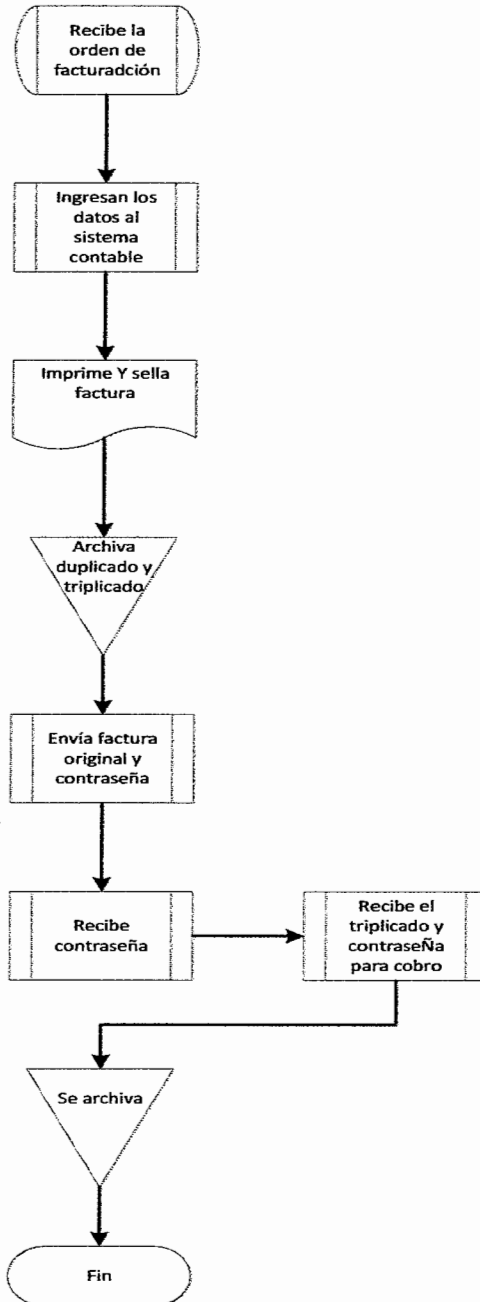 Recibe la
orden de
facturadción
Ingresan los
datos al
sistema
contable
Imprime Y sella
factura
Archiva
duplicado y
triplicado
Envía factura
original y
contraseña
Recibe
contraseña
Recibe el
triplicado y
contraseÑa
para cobro
Se archiva
Fin